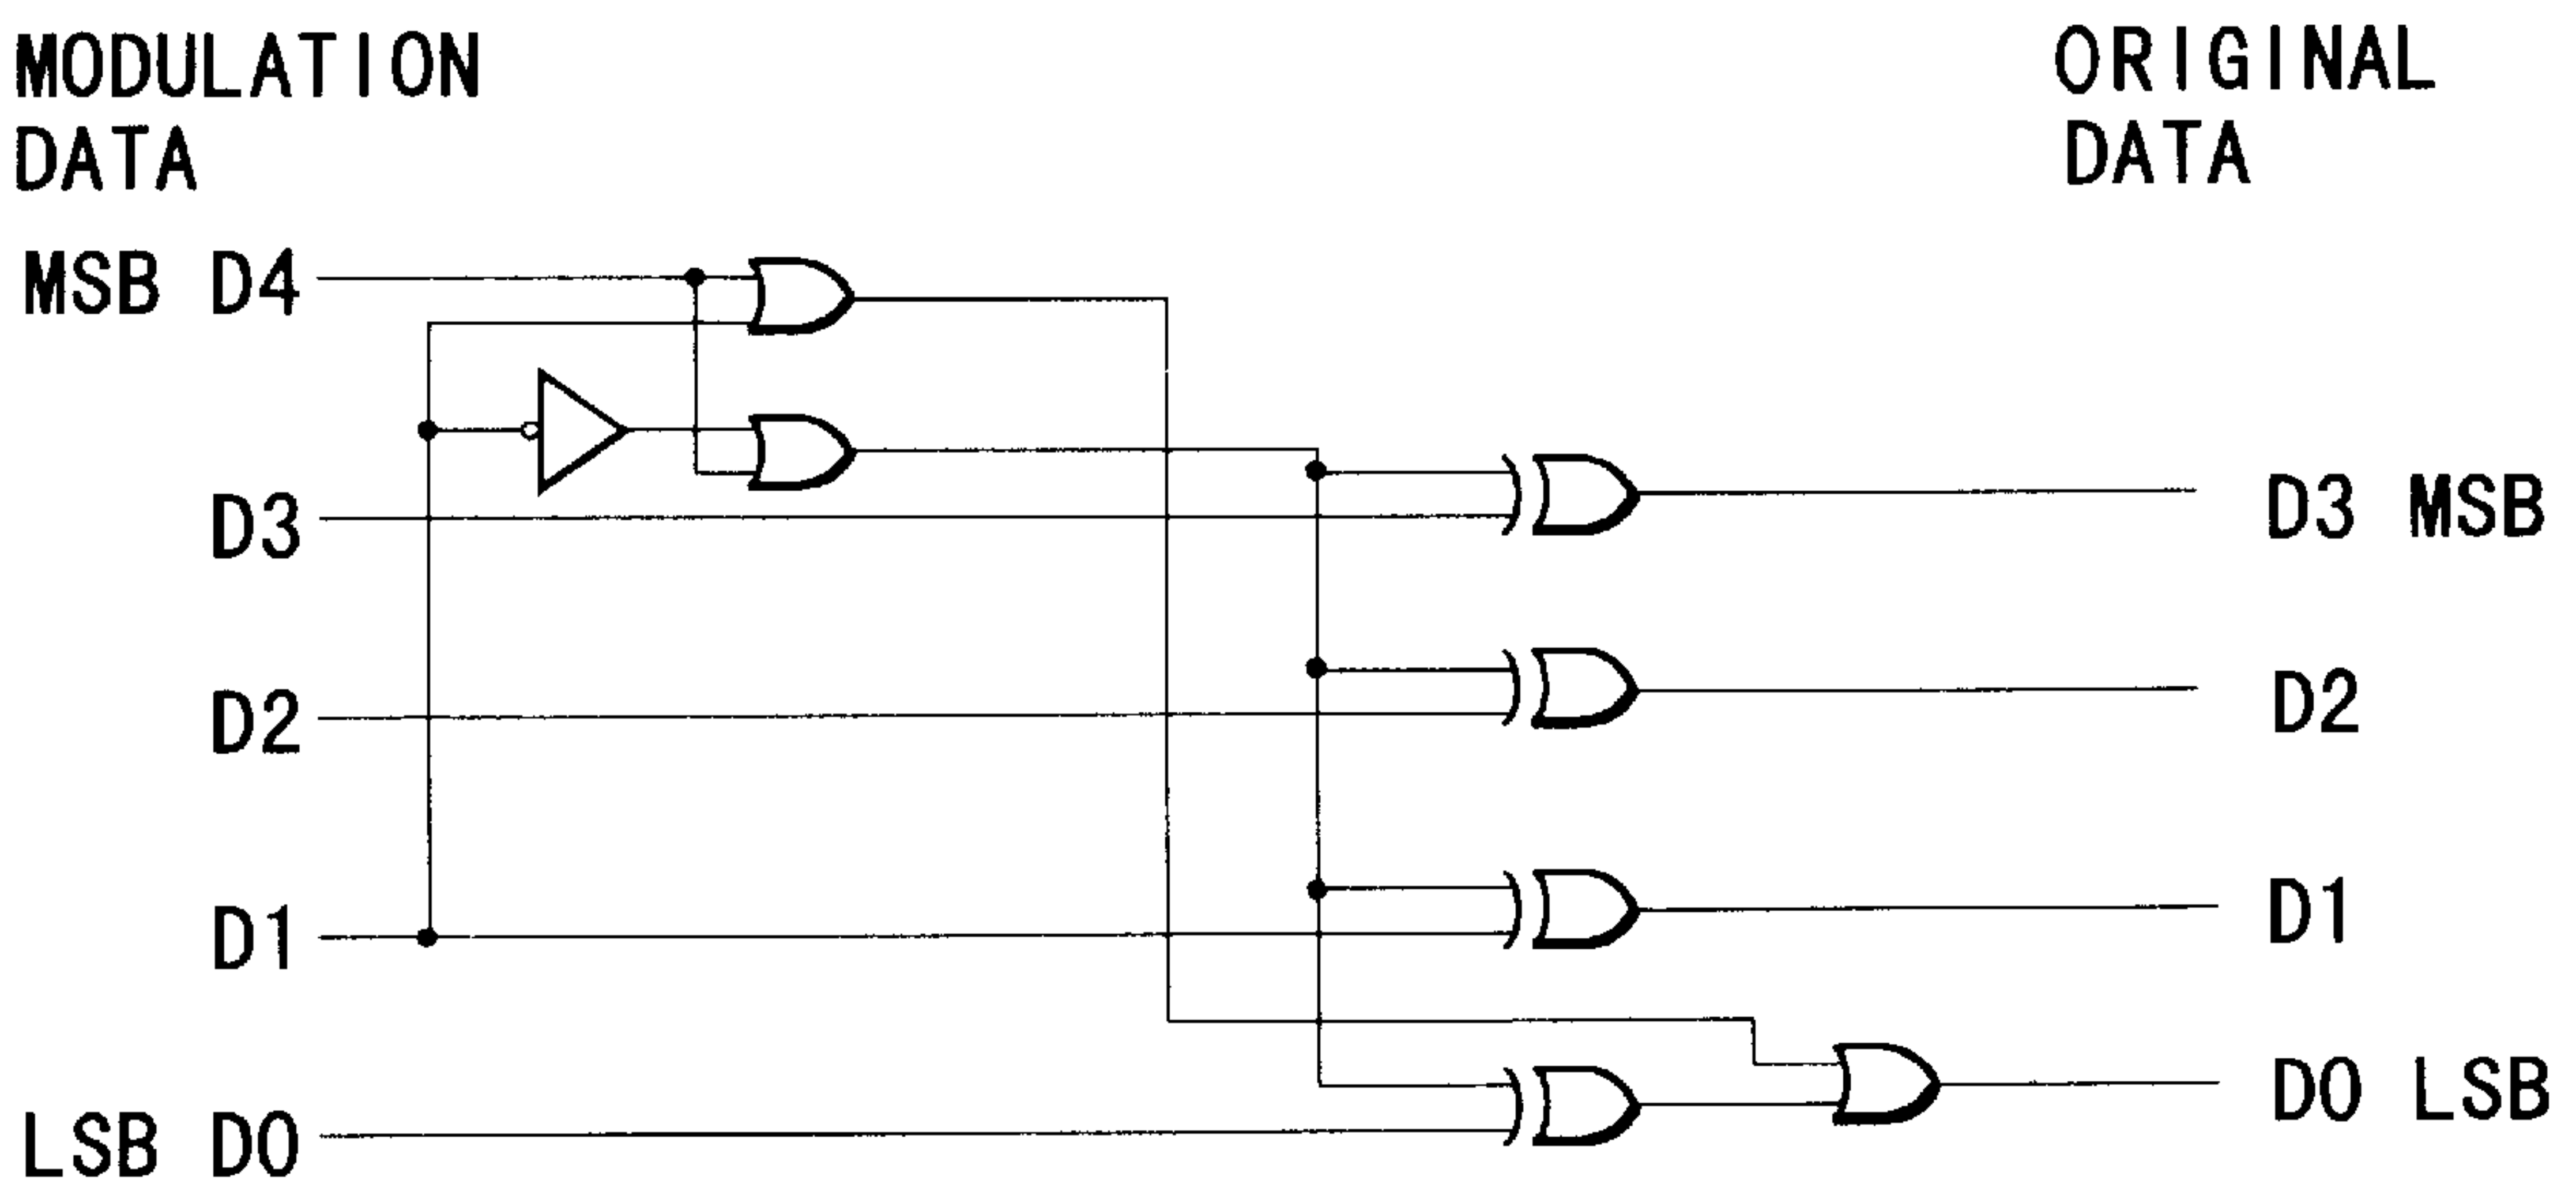 MODULATION
DATA
ORIGINAL
DATA
MSB D4
D3
D3 MSB
D2
D2
D1
D1
LSB D0
D0 LSB